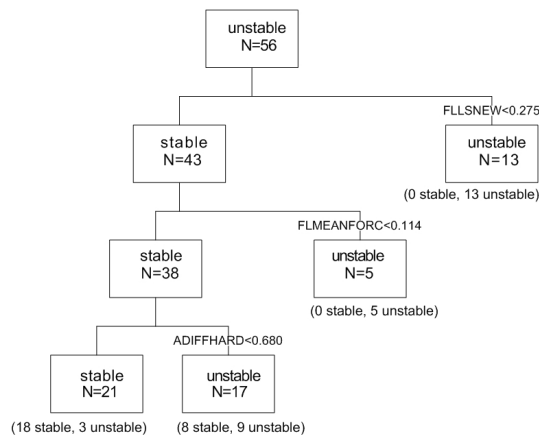 unstable
N=56
FLLSNEW<0.275
stable
N=43
unstable
N=13
(0 stable, 13 unstable)
FLMEANFORC<0.114
stable
N=38
unstable
N=5
(0 stable, 5 unstable)
ADIFFHARD<0.680
stable
N=21
unstable
N=17
(18 stable, 3 unstable)
(8 stable, 9 unstable)